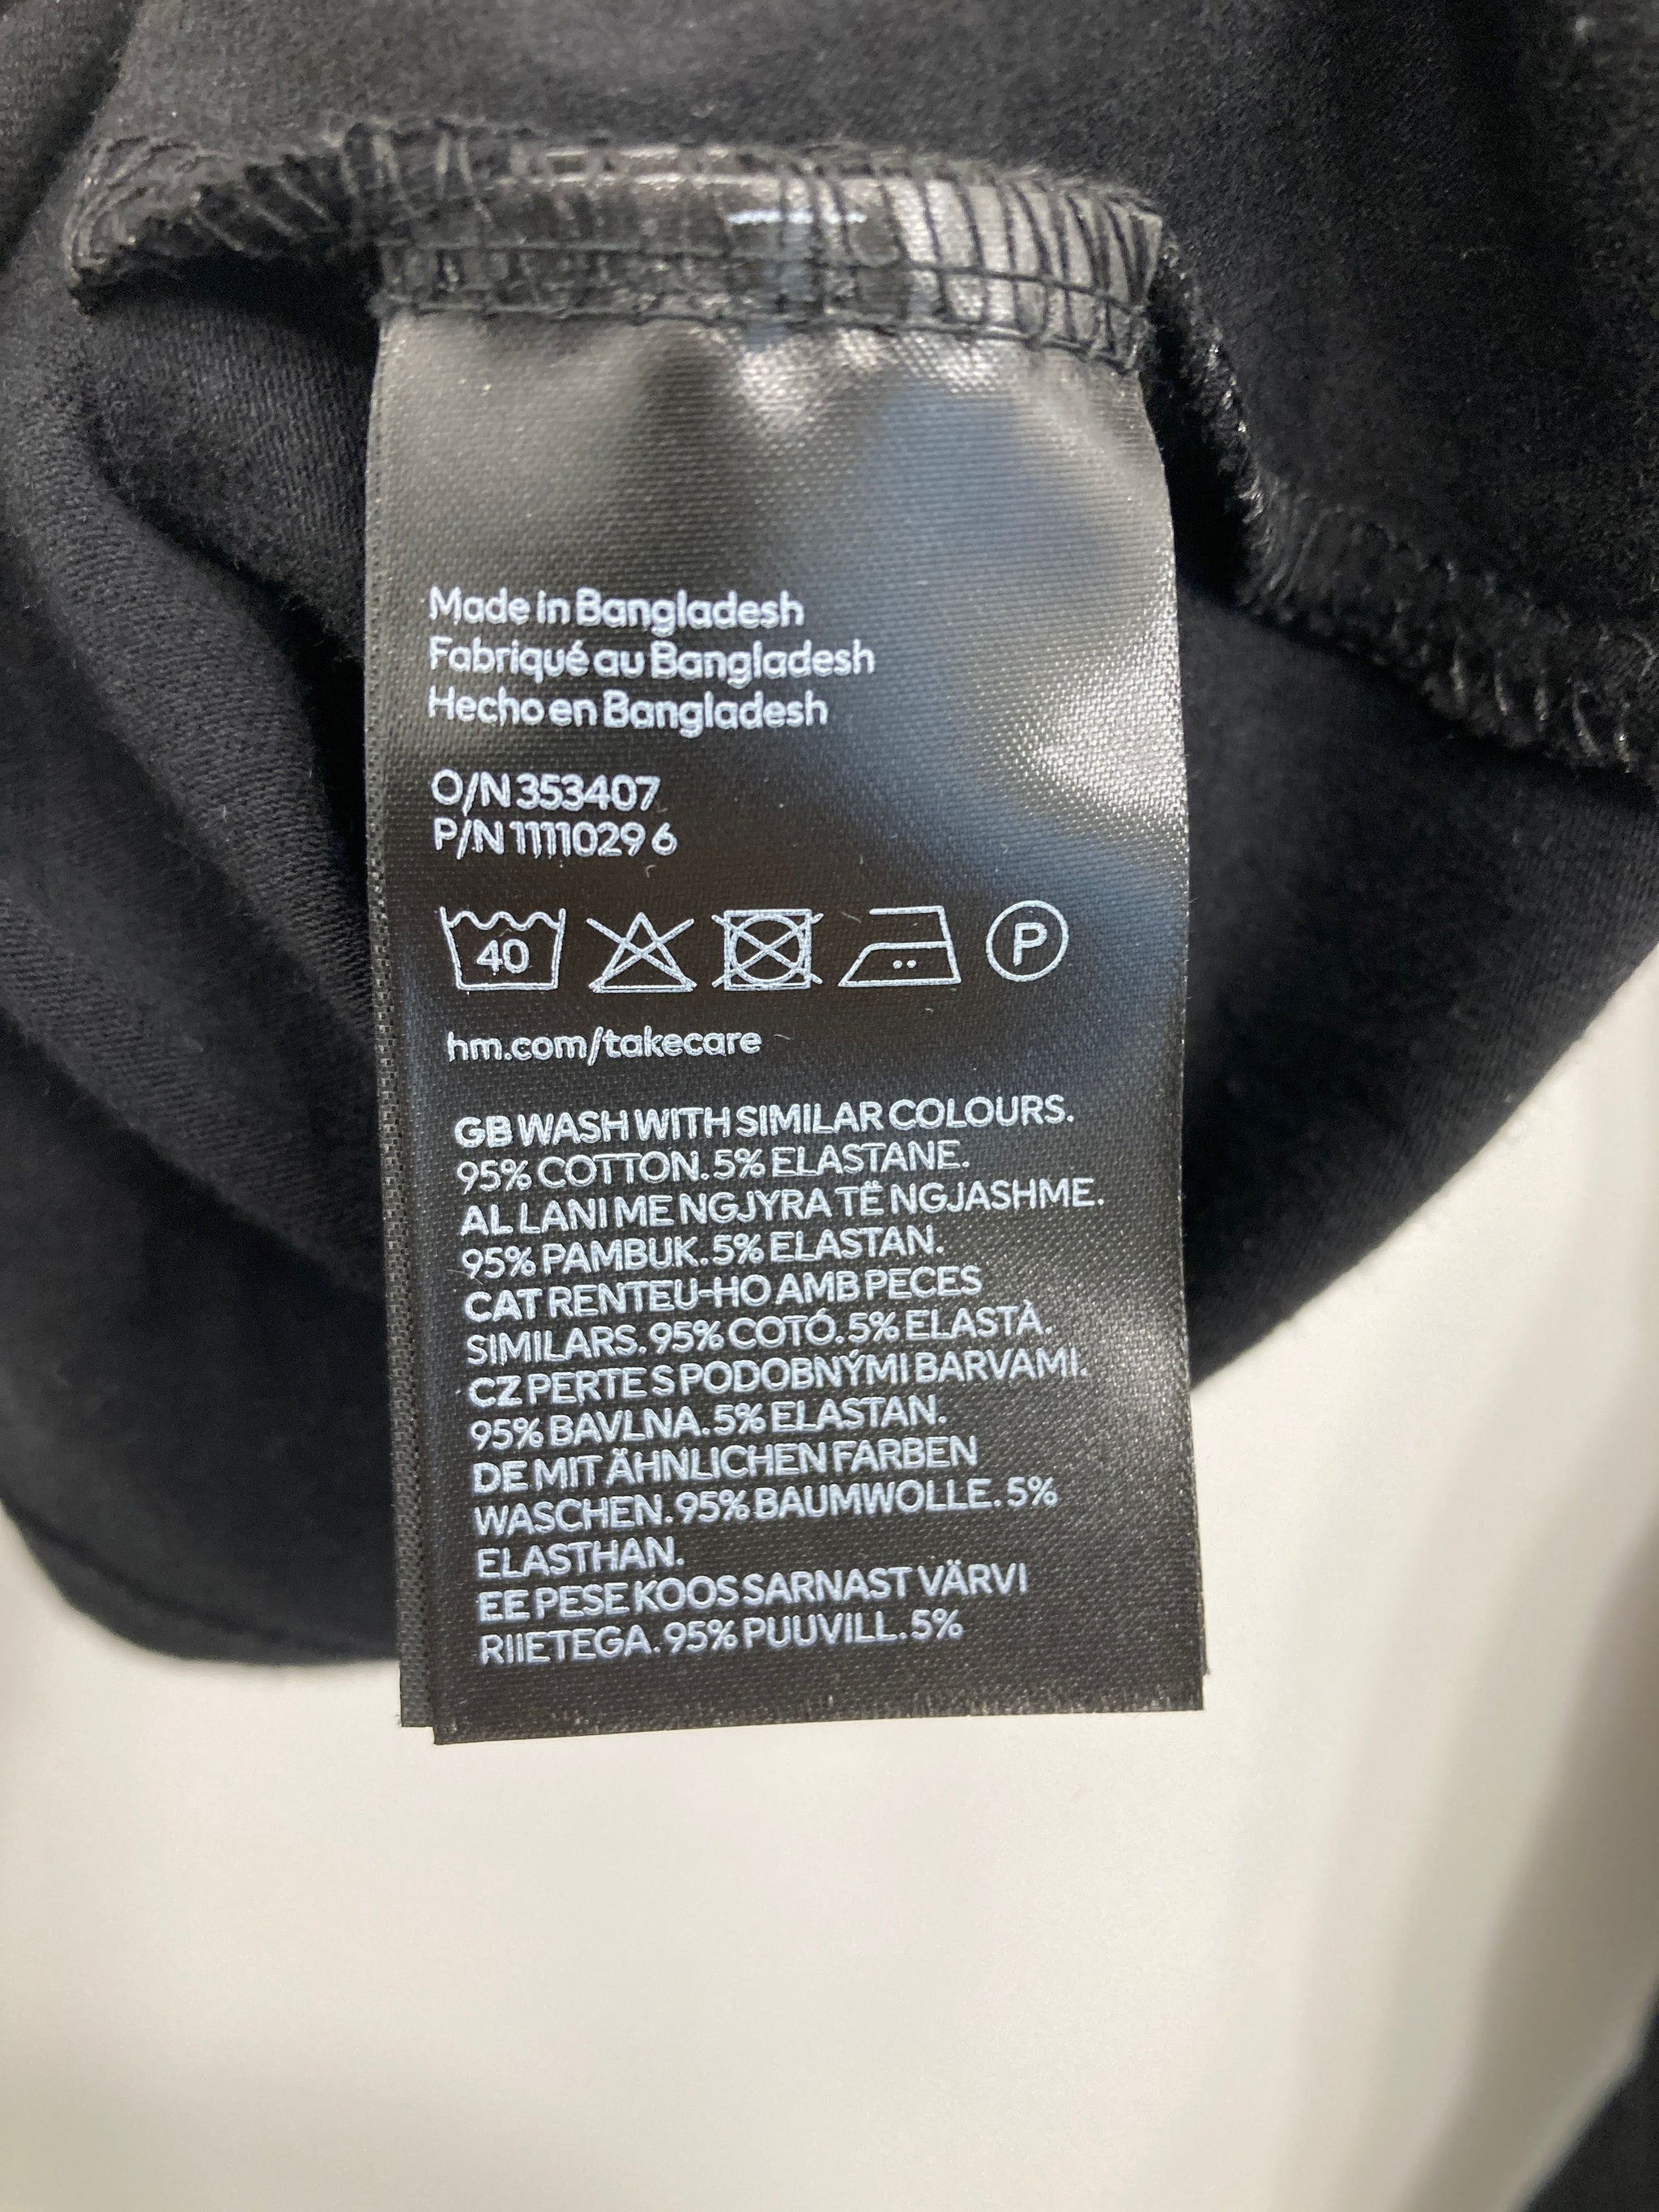 Made in Bangladesh
Fabriqué au Bangladesh
Hecho en Bangladesh
O/N 353407
P/N 11110296
40
P
hm.com/takecare
GB WASH WITH SIMILAR COLOURS.
95% COTTON. 5% ELASTANE.
AL LANI ME NGJYRA TË NGJASHME.
95% PAMBUK. 5% ELASTAN.
CAT RENTEU-HO AMB PECES
SIMILARS. 95% COTÓ. 5% ELASTÀ.
CZ PERTE S PODOBNÝMI BARVAMI.
95% BAVLNA. 5% ELASTAN.
DE MIT ÄHNLICHEN FARBEN
WASCHEN. 95% BAUMWOLLE. 5%
ELASTHAN.
EE PESE KOOS SARNAST VÄRVI
RIIETEGA. 95% PUUVILL. 5%